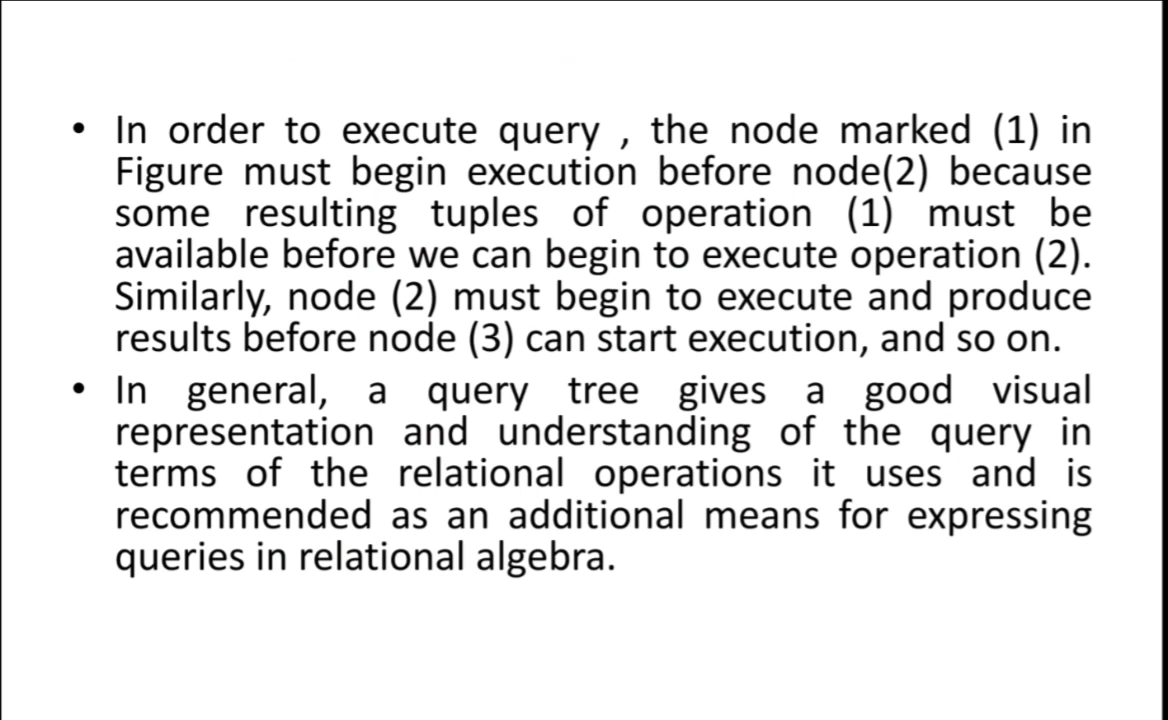 • In order to execute query , the node marked (1) in
Figure must begin execution before node(2) because
some resulting tuples of operation (1) must be
available before we can begin to execute operation (2).
Similarly, node (2) must begin to execute and produce
results before node (3) can start execution, and so on.
• In general, a query tree gives a good visual
representation and understanding of the query in
terms of the relational operations it uses and is
recommended as an additional means for expressing
queries in relational algebra.